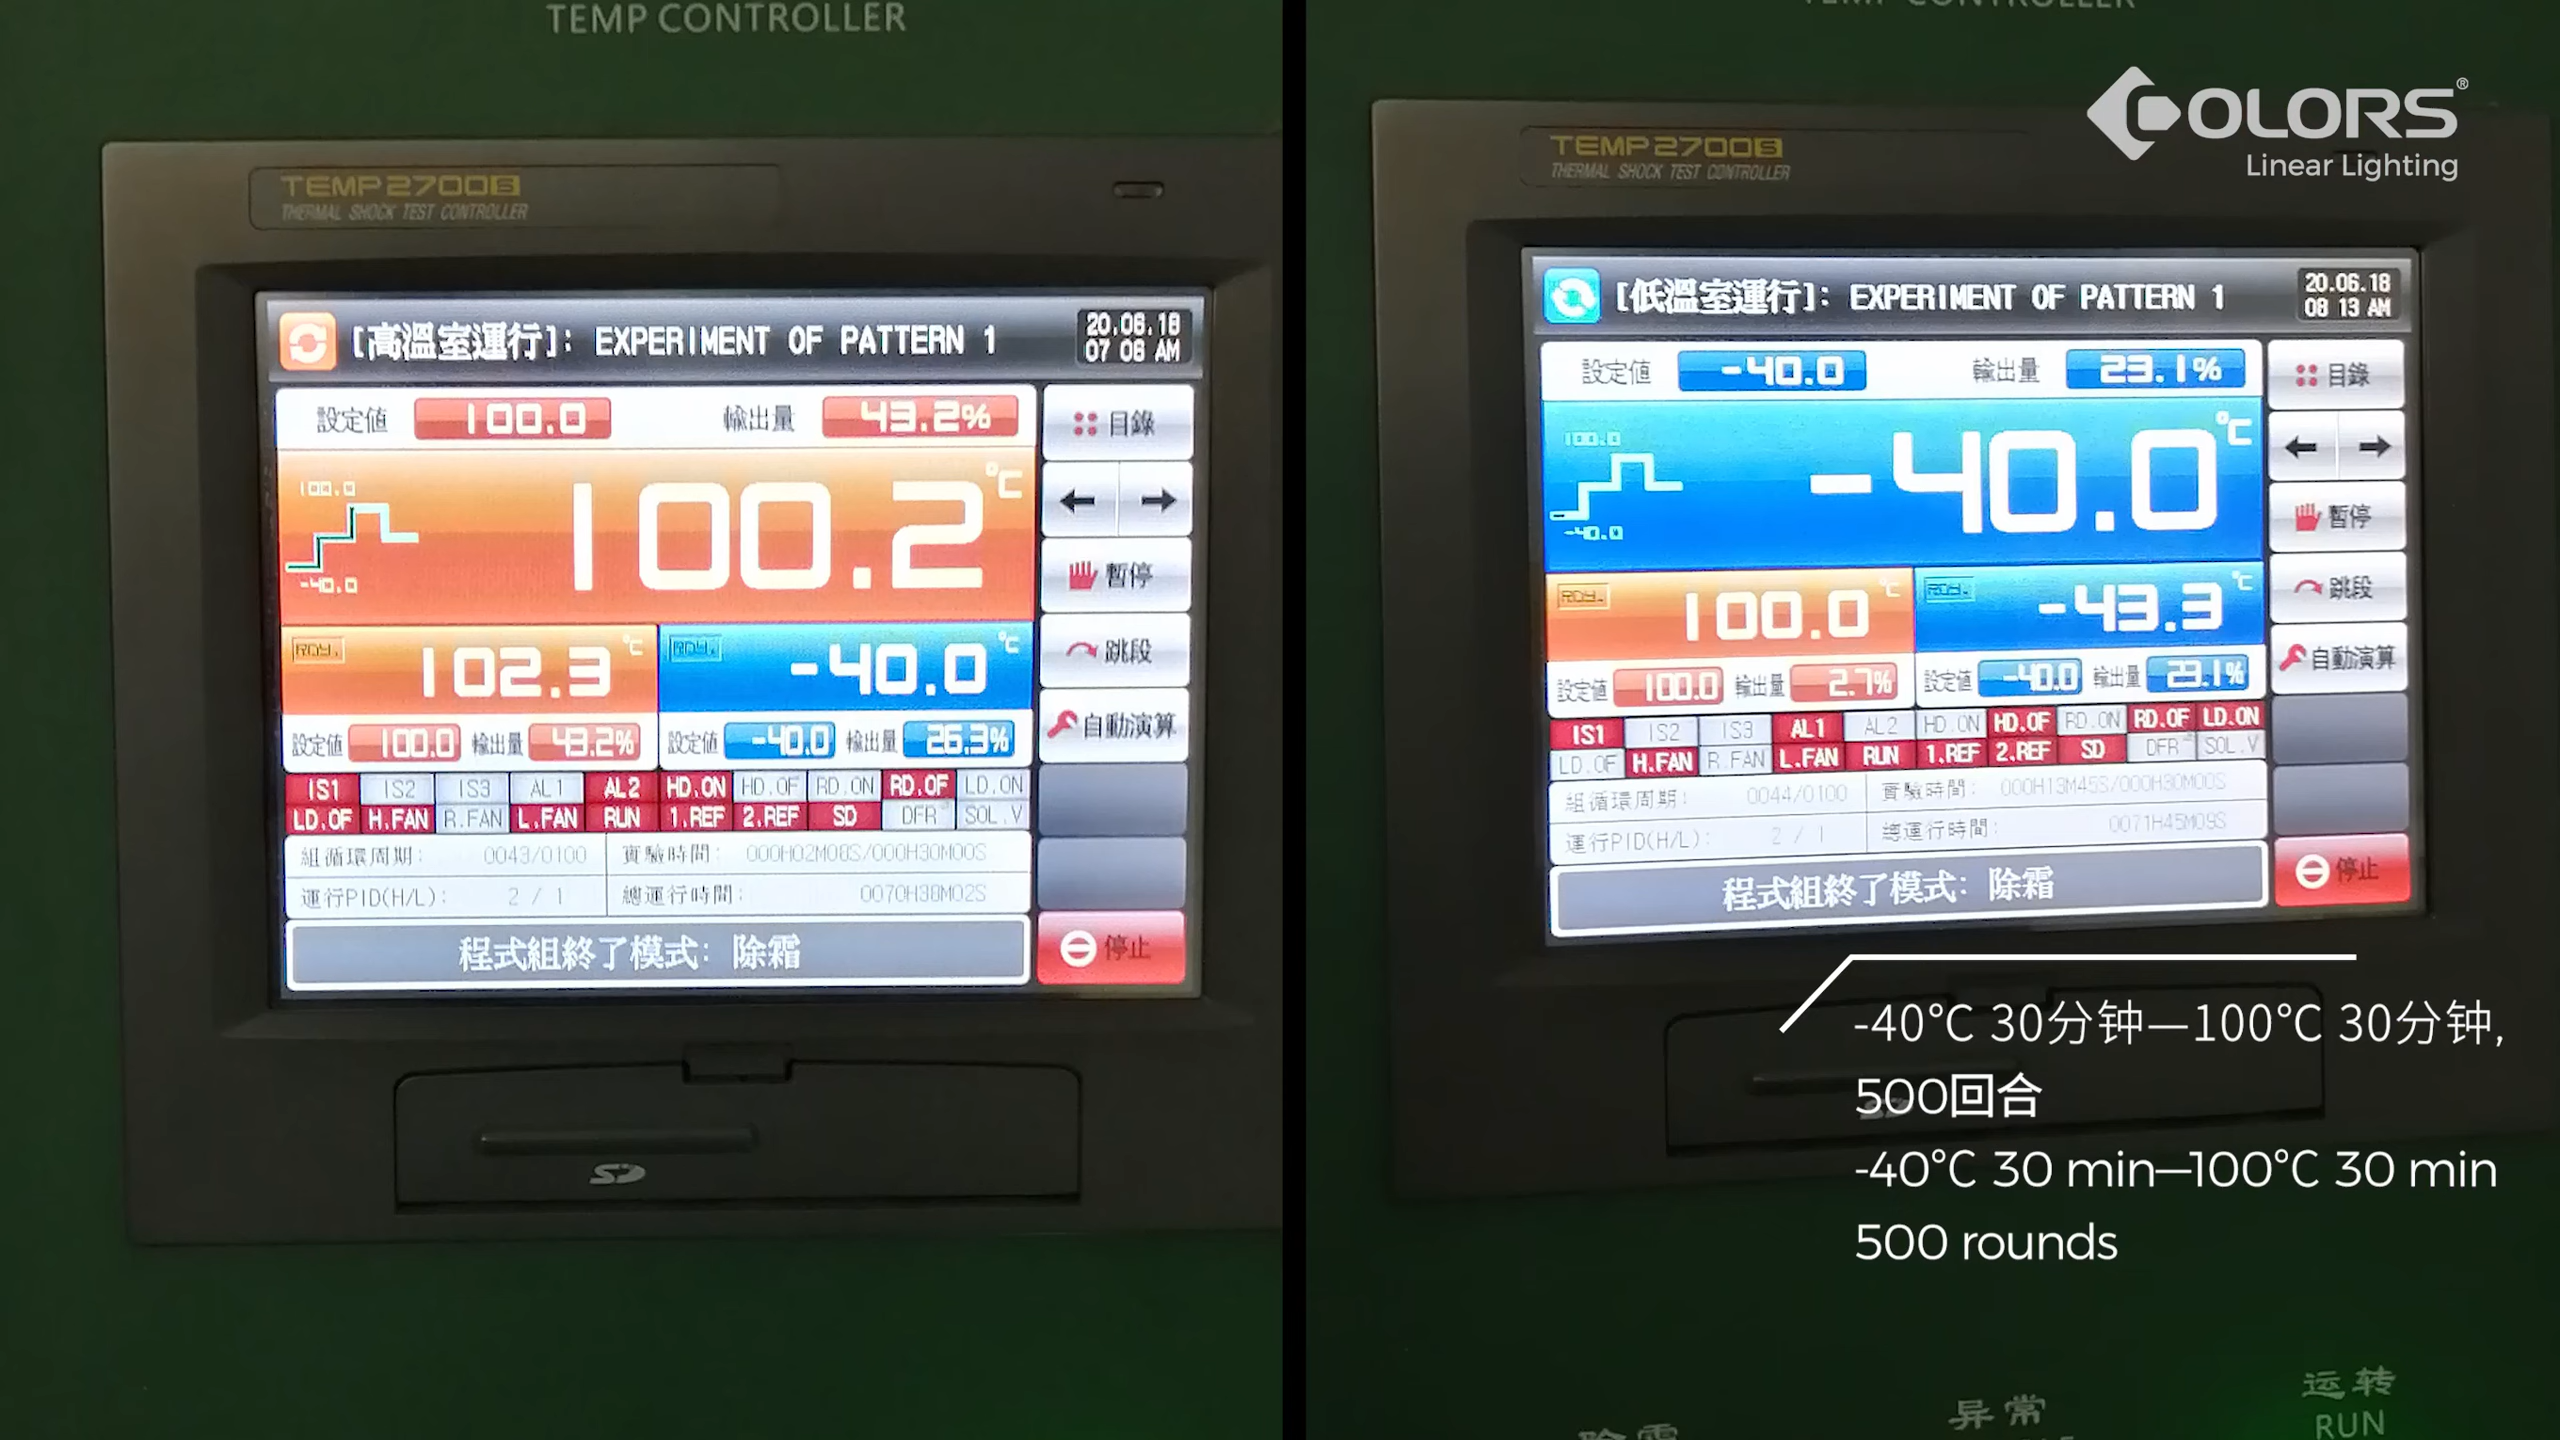 TEMP CONTROLLER
TEMP2700S
THERMAL SHOCK TEST CONTROLLER
[高溫室運行]: EXPERIMENT OF PATTERN 1
20.06.18
07 08 AM
設定値 100.0 輸出量 43.2%
目錄
100.0
100.2 ℃
-40.0
暫停
RDY. 102.3 ℃
RDY. -40.0 ℃
跳段
設定値 100.0 輸出量 43.2%
設定値 -40.0 輸出量 26.3%
自動演算
IS1 IS2 IS3 AL1 AL2 HD.ON HD.OF RD.ON RD.OF LD.ON
LD.OF H.FAN R.FAN L.FAN RUN 1.REF 2.REF SD DFR SOL.V
組循環周期: 0043/0100 實驗時間: 000H02M08S/000H30M00S
運行PID(H/L): 2 / 1 總運行時間: 0070H38M02S
程式組終了模式: 除霜
停止
SD
TEMP CONTROLLER
COLORS®
Linear Lighting
TEMP2700S
THERMAL SHOCK TEST CONTROLLER
[低溫室運行]: EXPERIMENT OF PATTERN 1
20.06.18
08 13 AM
設定値 -40.0 輸出量 23.1%
目錄
100.0
-40.0 ℃
-40.0
暫停
RDY. 100.0 ℃
RDY. -43.3 ℃
跳段
設定値 100.0 輸出量 2.7%
設定値 -40.0 輸出量 23.1%
自動演算
IS1 IS2 IS3 AL1 AL2 HD.ON HD.OF RD.ON RD.OF LD.ON
LD.OF H.FAN R.FAN L.FAN RUN 1.REF 2.REF SD DFR SOL.V
組循環周期: 0044/0100 實驗時間: 000H13M45S/000H30M00S
運行PID(H/L): 2 / 1 總運行時間: 0071H45M09S
程式組終了模式: 除霜
停止
-40℃ 30分钟—100℃ 30分钟,
500回合
-40℃ 30 min—100℃ 30 min
500 rounds
异常
运转
RUN